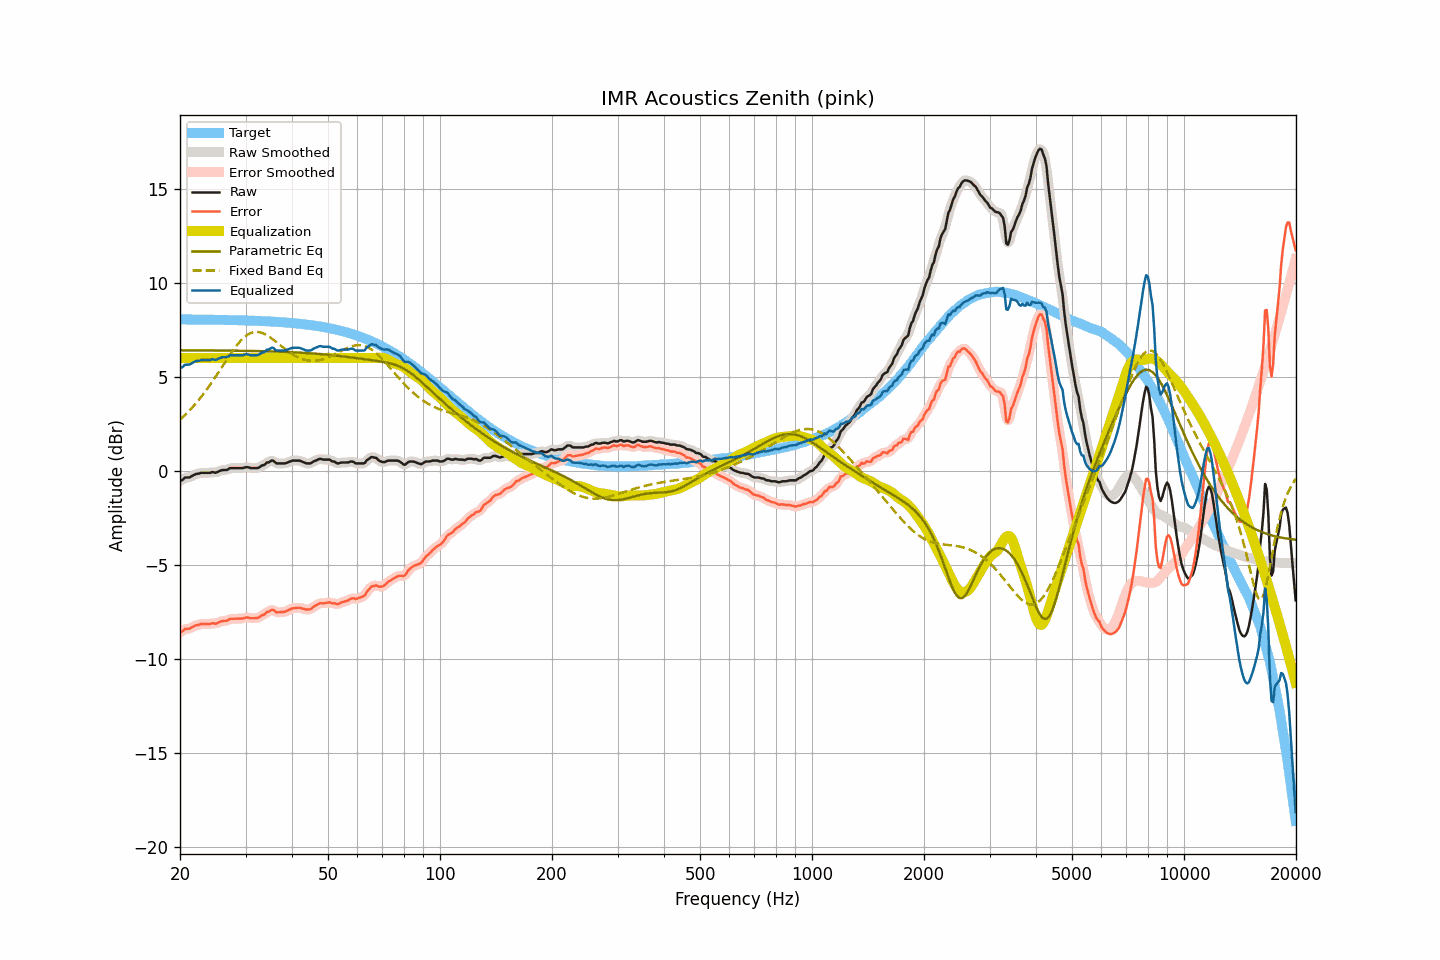 IMR Acoustics Zenith (pink)
Target
Raw Smoothed
Error Smoothed
Raw
Error
Equalization
Parametric Eq
Fixed Band Eq
Equalized
Amplitude (dBr)
15
10
5
0
−5
−10
−15
−20
20
50
100
200
500
1000
2000
5000
10000
20000
Frequency (Hz)